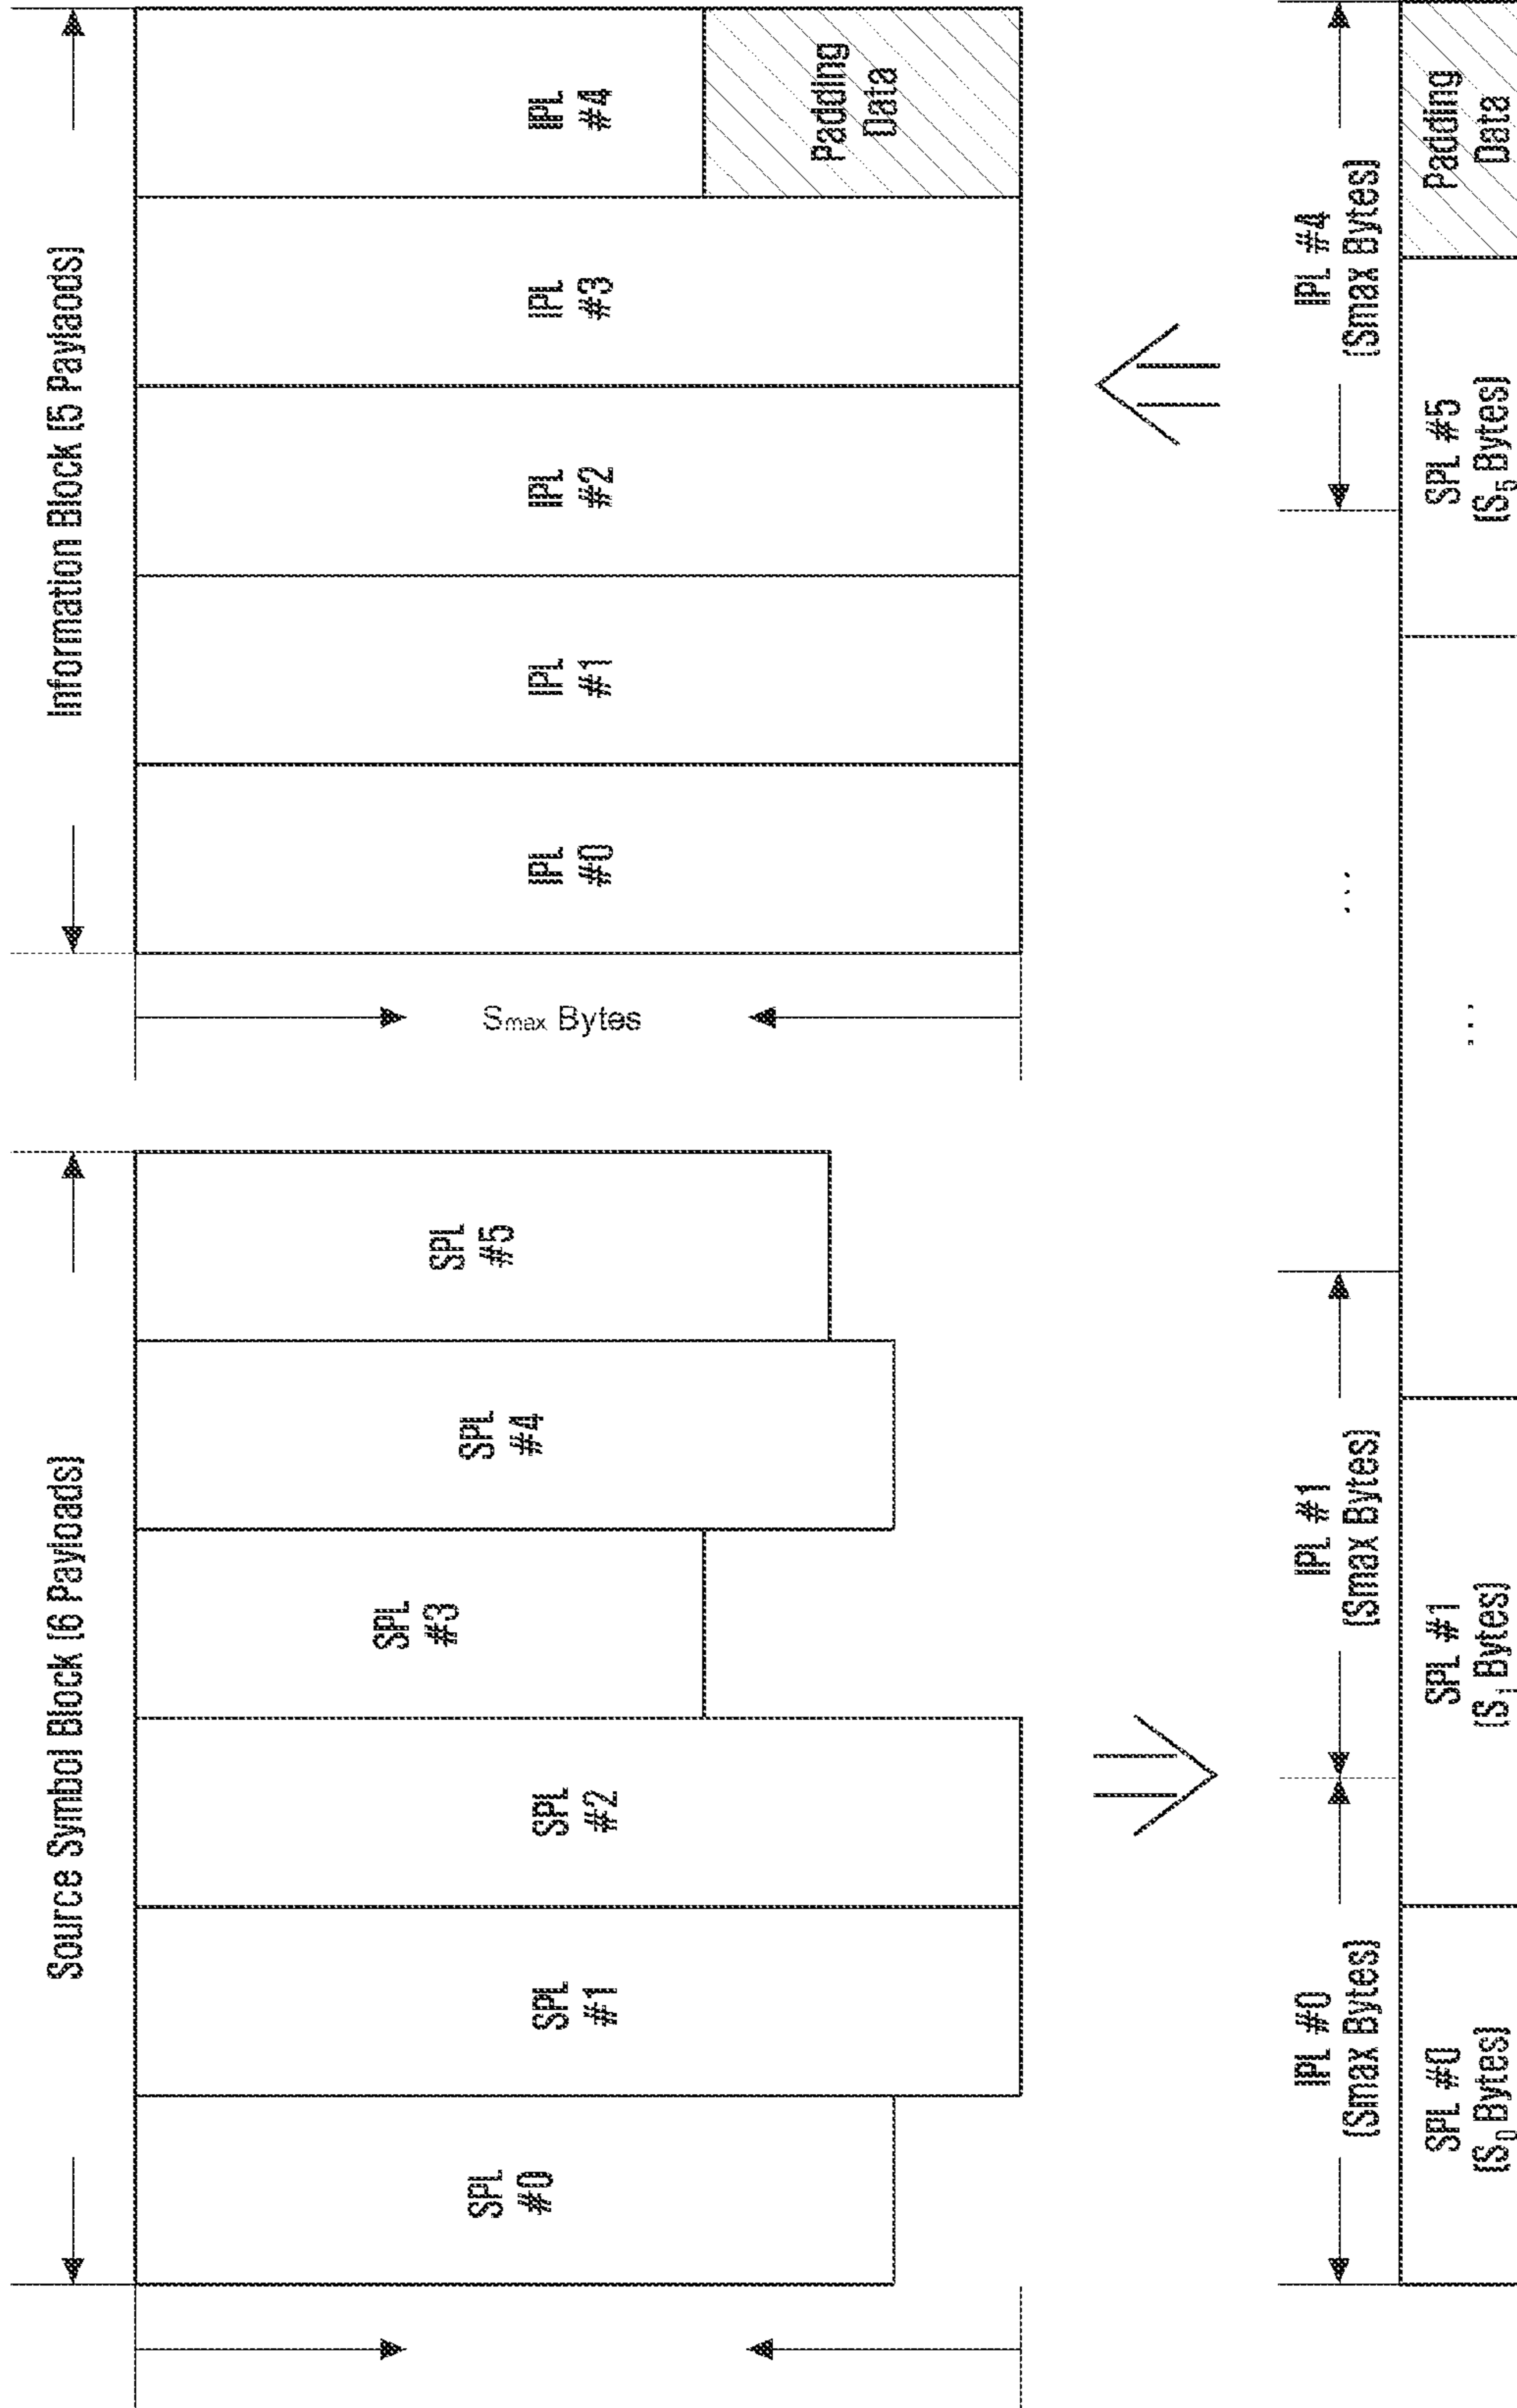 Source Symbol Block (6 Payloads)
SPL
#0
SPL
#1
SPL
#2
SPL
#3
SPL
#4
SPL
#5
Smax Bytes
Information Block (5 Paylaods)
IPL
#0
IPL
#1
IPL
#2
IPL
#3
IPL
#4
Padding
Data
IPL #0
(Smax Bytes)
IPL #1
(Smax Bytes)
...
IPL #4
(Smax Bytes)
SPL #0
(S₀ Bytes)
SPL #1
(S₁ Bytes)
...
SPL #5
(S₅ Bytes)
Padding
Data